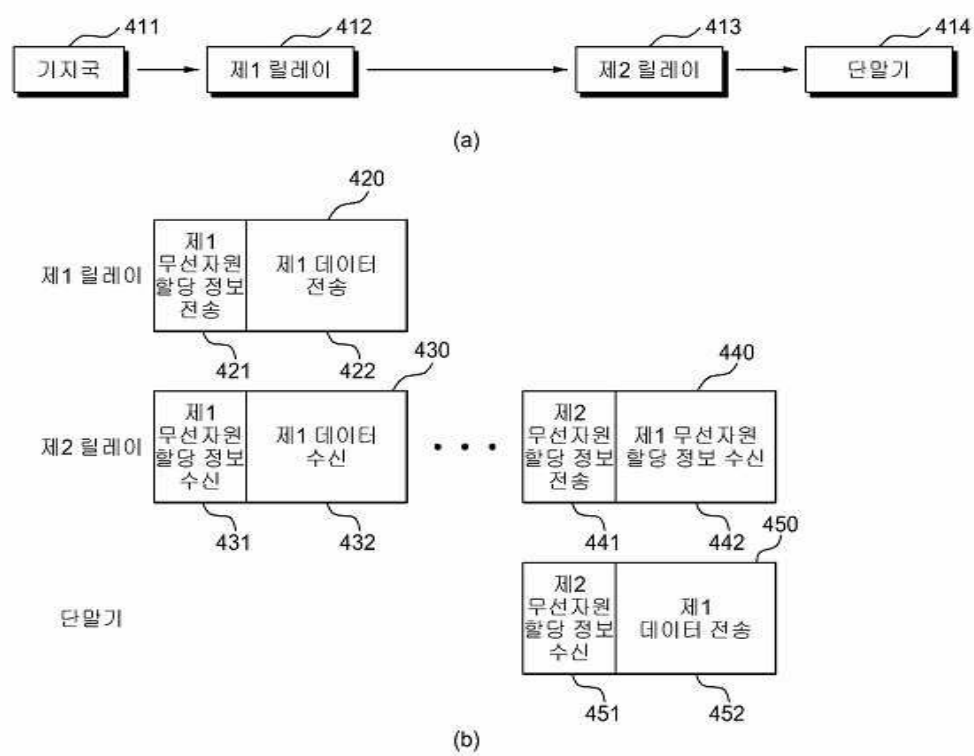 411
412
413
414
기지국
제1 릴레이
제2 릴레이
단말기
(a)
420
제1 릴레이
제1
무선자원
할당 정보
전송
제1 데이터
전송
421
422
430
440
제2 릴레이
제1
무선자원
할당 정보
수신
제1 데이터
수신
제2
무선자원
할당 정보
전송
제1 무선자원
할당 정보 수신
431
432
441
442
450
단말기
제2
무선자원
할당 정보
수신
제1
데이터 전송
451
452
(b)